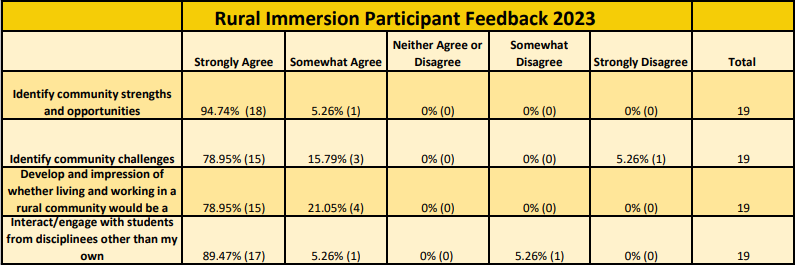 Rural Immersion Participant Feedback 2023
Strongly Agree Somewhat Agree Neither Agree or Disagree Somewhat Disagree Strongly Disagree Total
Identify community strengths
and opportunities 94.74% (18) 5.26% (1) 0% (0) 0% (0) 0% (0) 19
Identify community challenges 78.95% (15) 15.79% (3) 0% (0) 0% (0) 5.26% (1) 19
Develop and impression of
whether living and working in a
rural community would be a 78.95% (15) 21.05% (4) 0% (0) 0% (0) 0% (0) 19
Interact/engage with students
from disciplinees other than my
own 89.47% (17) 5.26% (1) 0% (0) 5.26% (1) 0% (0) 19